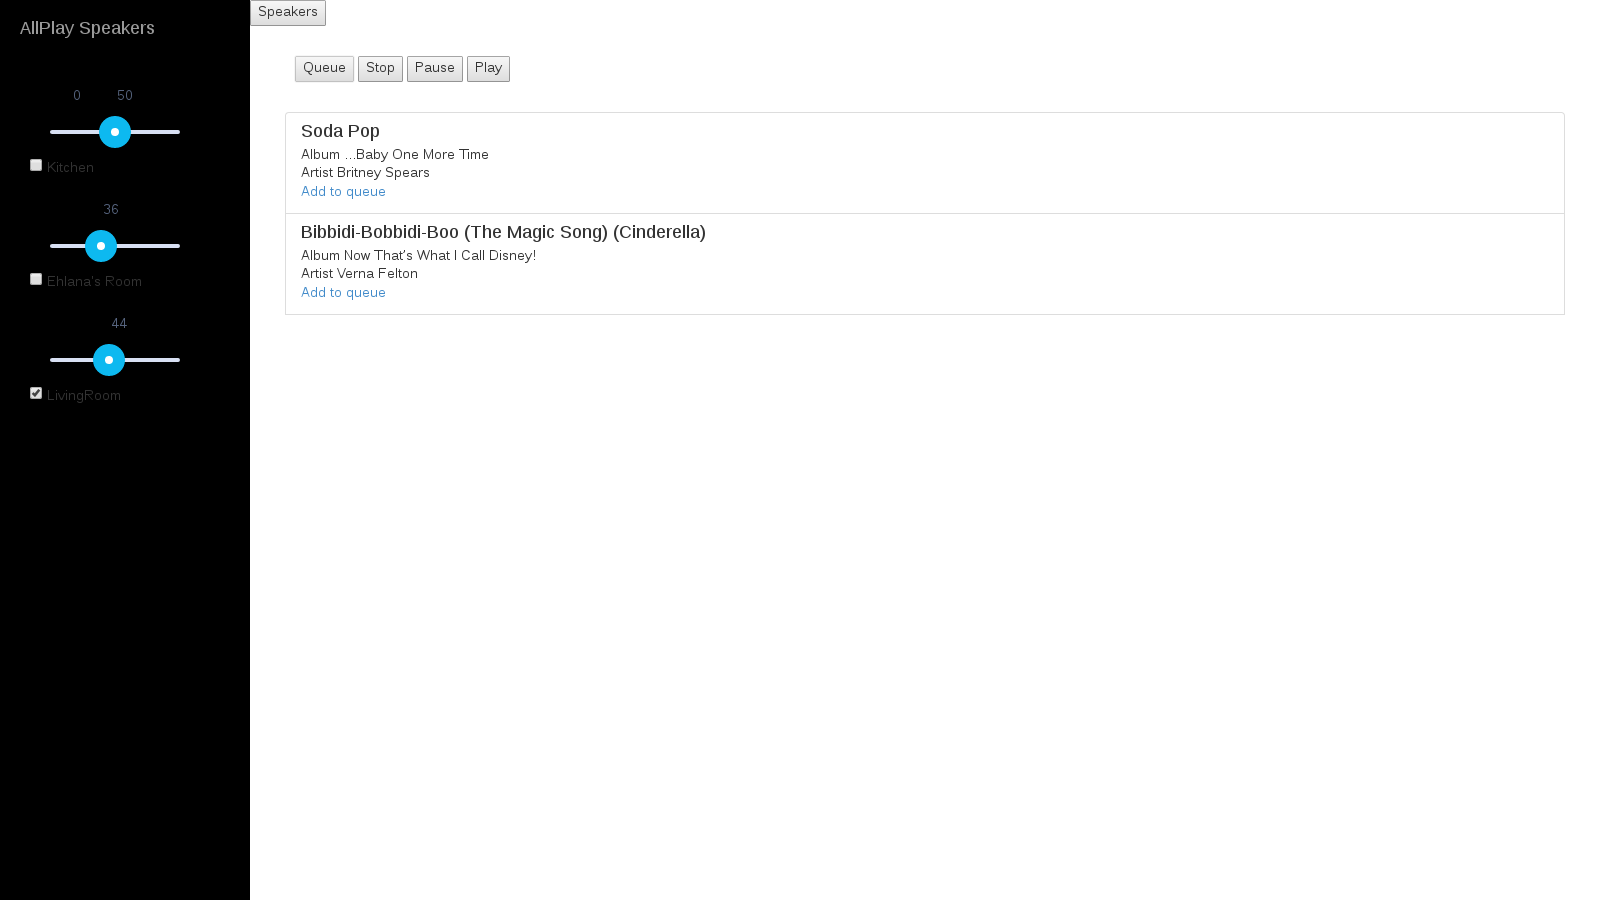 AllPlay Speakers
0 50
Kitchen
36
Ehlana's Room
44
LivingRoom
Speakers
Queue Stop Pause Play
Soda Pop
Album ...Baby One More Time
Artist Britney Spears
Add to queue
Bibbidi-Bobbidi-Boo (The Magic Song) (Cinderella)
Album Now That's What I Call Disney!
Artist Verna Felton
Add to queue